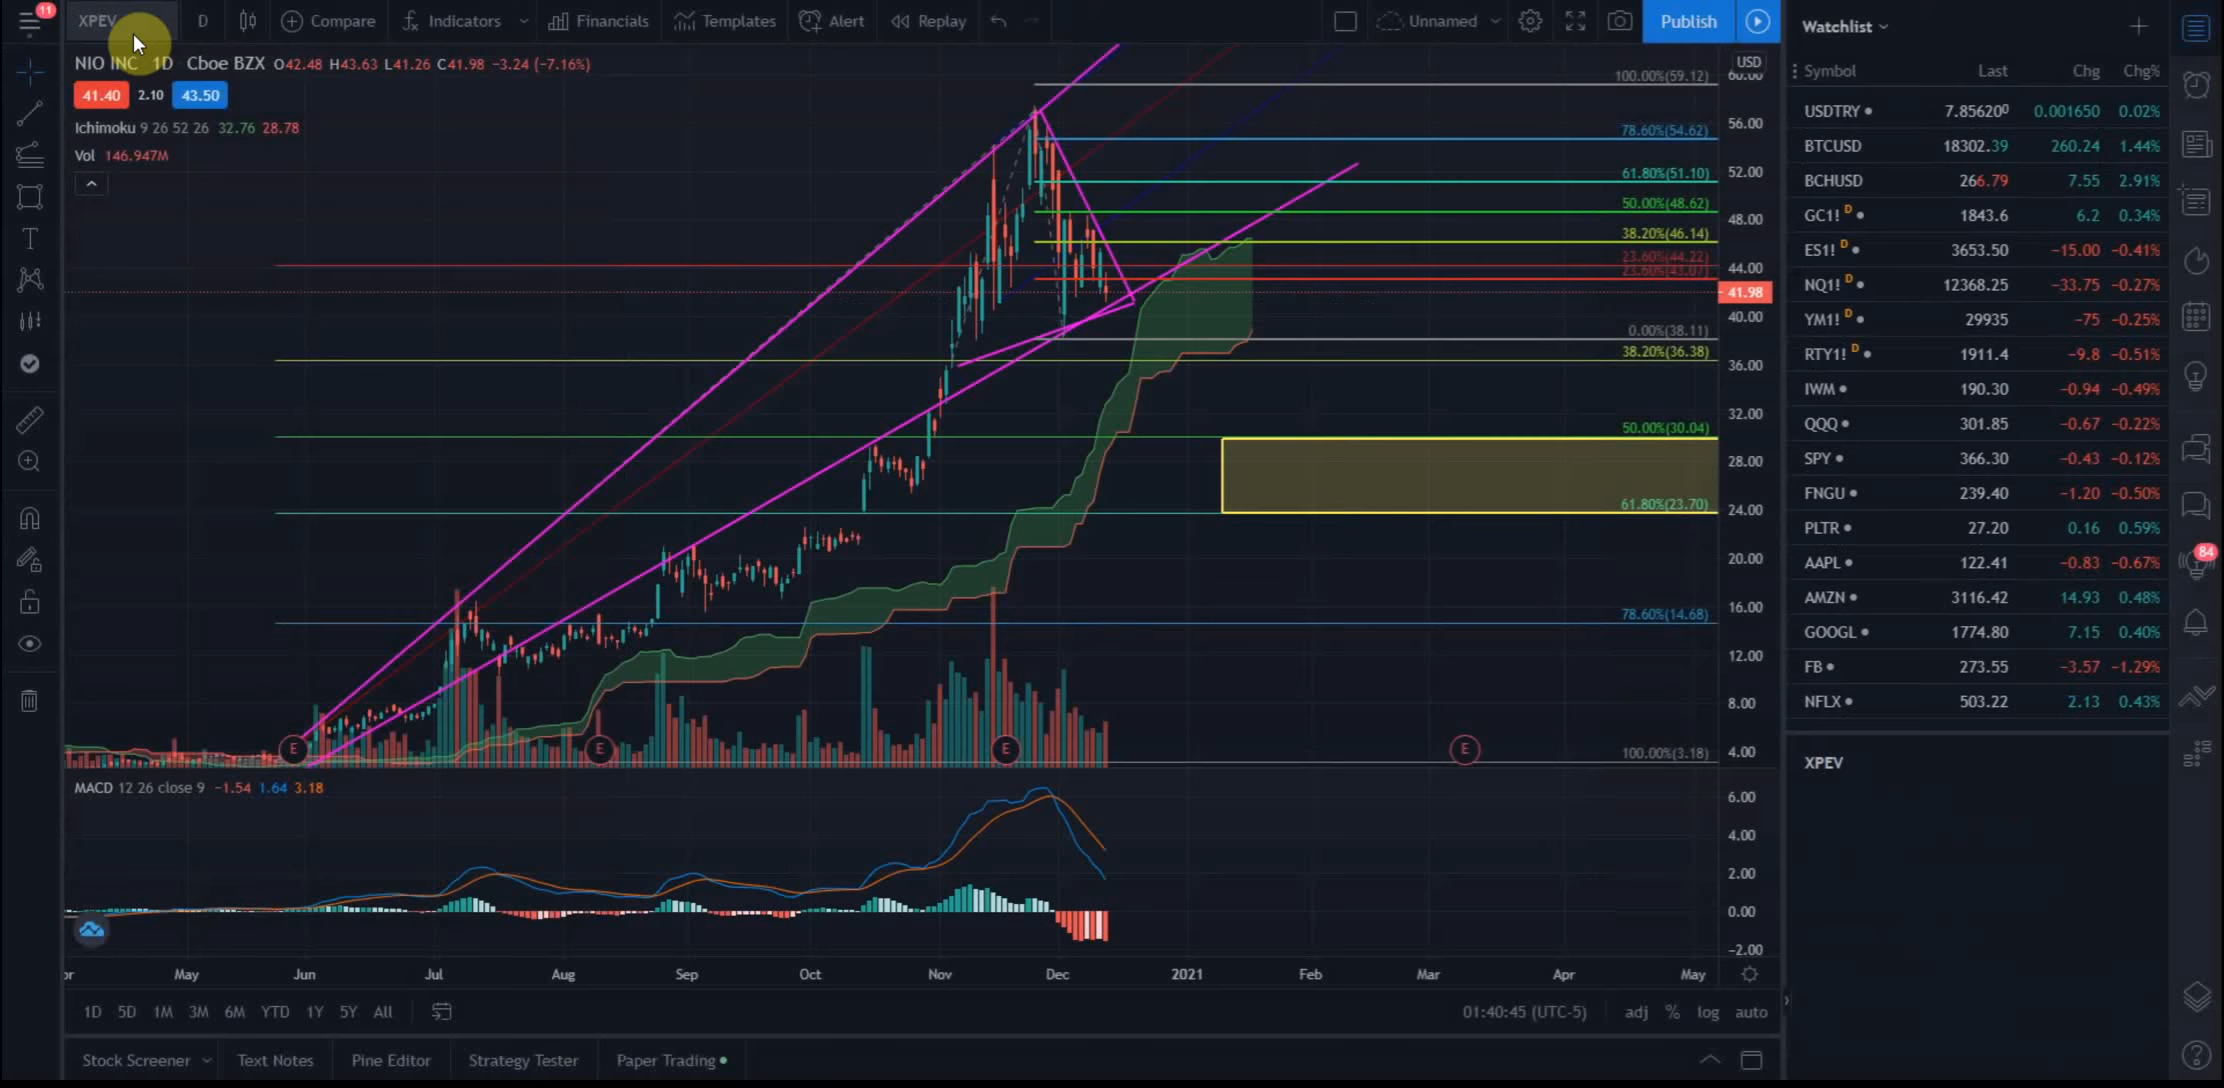 11
XPEV D Compare Indicators Financials Templates Alert Replay Unnamed Publish
NIO INC 1D Cboe BZX O42.48 H43.63 L41.26 C41.98 −3.24 (−7.16%)
41.40 2.10 43.50
Ichimoku 9 26 52 26 32.76 28.78
Vol 146.947M
USD
60.00
56.00
52.00
48.00
44.00
41.98
40.00
36.00
32.00
28.00
24.00
20.00
16.00
12.00
8.00
4.00
100.00%(59.12)
78.60%(54.62)
61.80%(51.10)
50.00%(48.62)
38.20%(46.14)
23.60%(44.22)
23.60%(43.07)
0.00%(38.11)
38.20%(36.38)
50.00%(30.04)
61.80%(23.70)
78.60%(14.68)
100.00%(3.18)
E E E E
MACD 12 26 close 9 −1.54 1.64 3.18
6.00
4.00
2.00
0.00
−2.00
May Jun Jul Aug Sep Oct Nov Dec 2021 Feb Mar Apr May
1D 5D 1M 3M 6M YTD 1Y 5Y All 01:40:45 (UTC-5) adj % log auto
Stock Screener Text Notes Pine Editor Strategy Tester Paper Trading
Watchlist
Symbol Last Chg Chg%
USDTRY 7.856200 0.001650 0.02%
BTCUSD 18302.39 260.24 1.44%
BCHUSD 266.79 7.55 2.91%
GC1! D 1843.6 6.2 0.34%
ES1! D 3653.50 −15.00 −0.41%
NQ1! D 12368.25 −33.75 −0.27%
YM1! D 29935 −75 −0.25%
RTY1! D 1911.4 −9.8 −0.51%
IWM 190.30 −0.94 −0.49%
QQQ 301.85 −0.67 −0.22%
SPY 366.30 −0.43 −0.12%
FNGU 239.40 −1.20 −0.50%
PLTR 27.20 0.16 0.59%
AAPL 122.41 −0.83 −0.67%
AMZN 3116.42 14.93 0.48%
GOOGL 1774.80 7.15 0.40%
FB 273.55 −3.57 −1.29%
NFLX 503.22 2.13 0.43%
XPEV
84